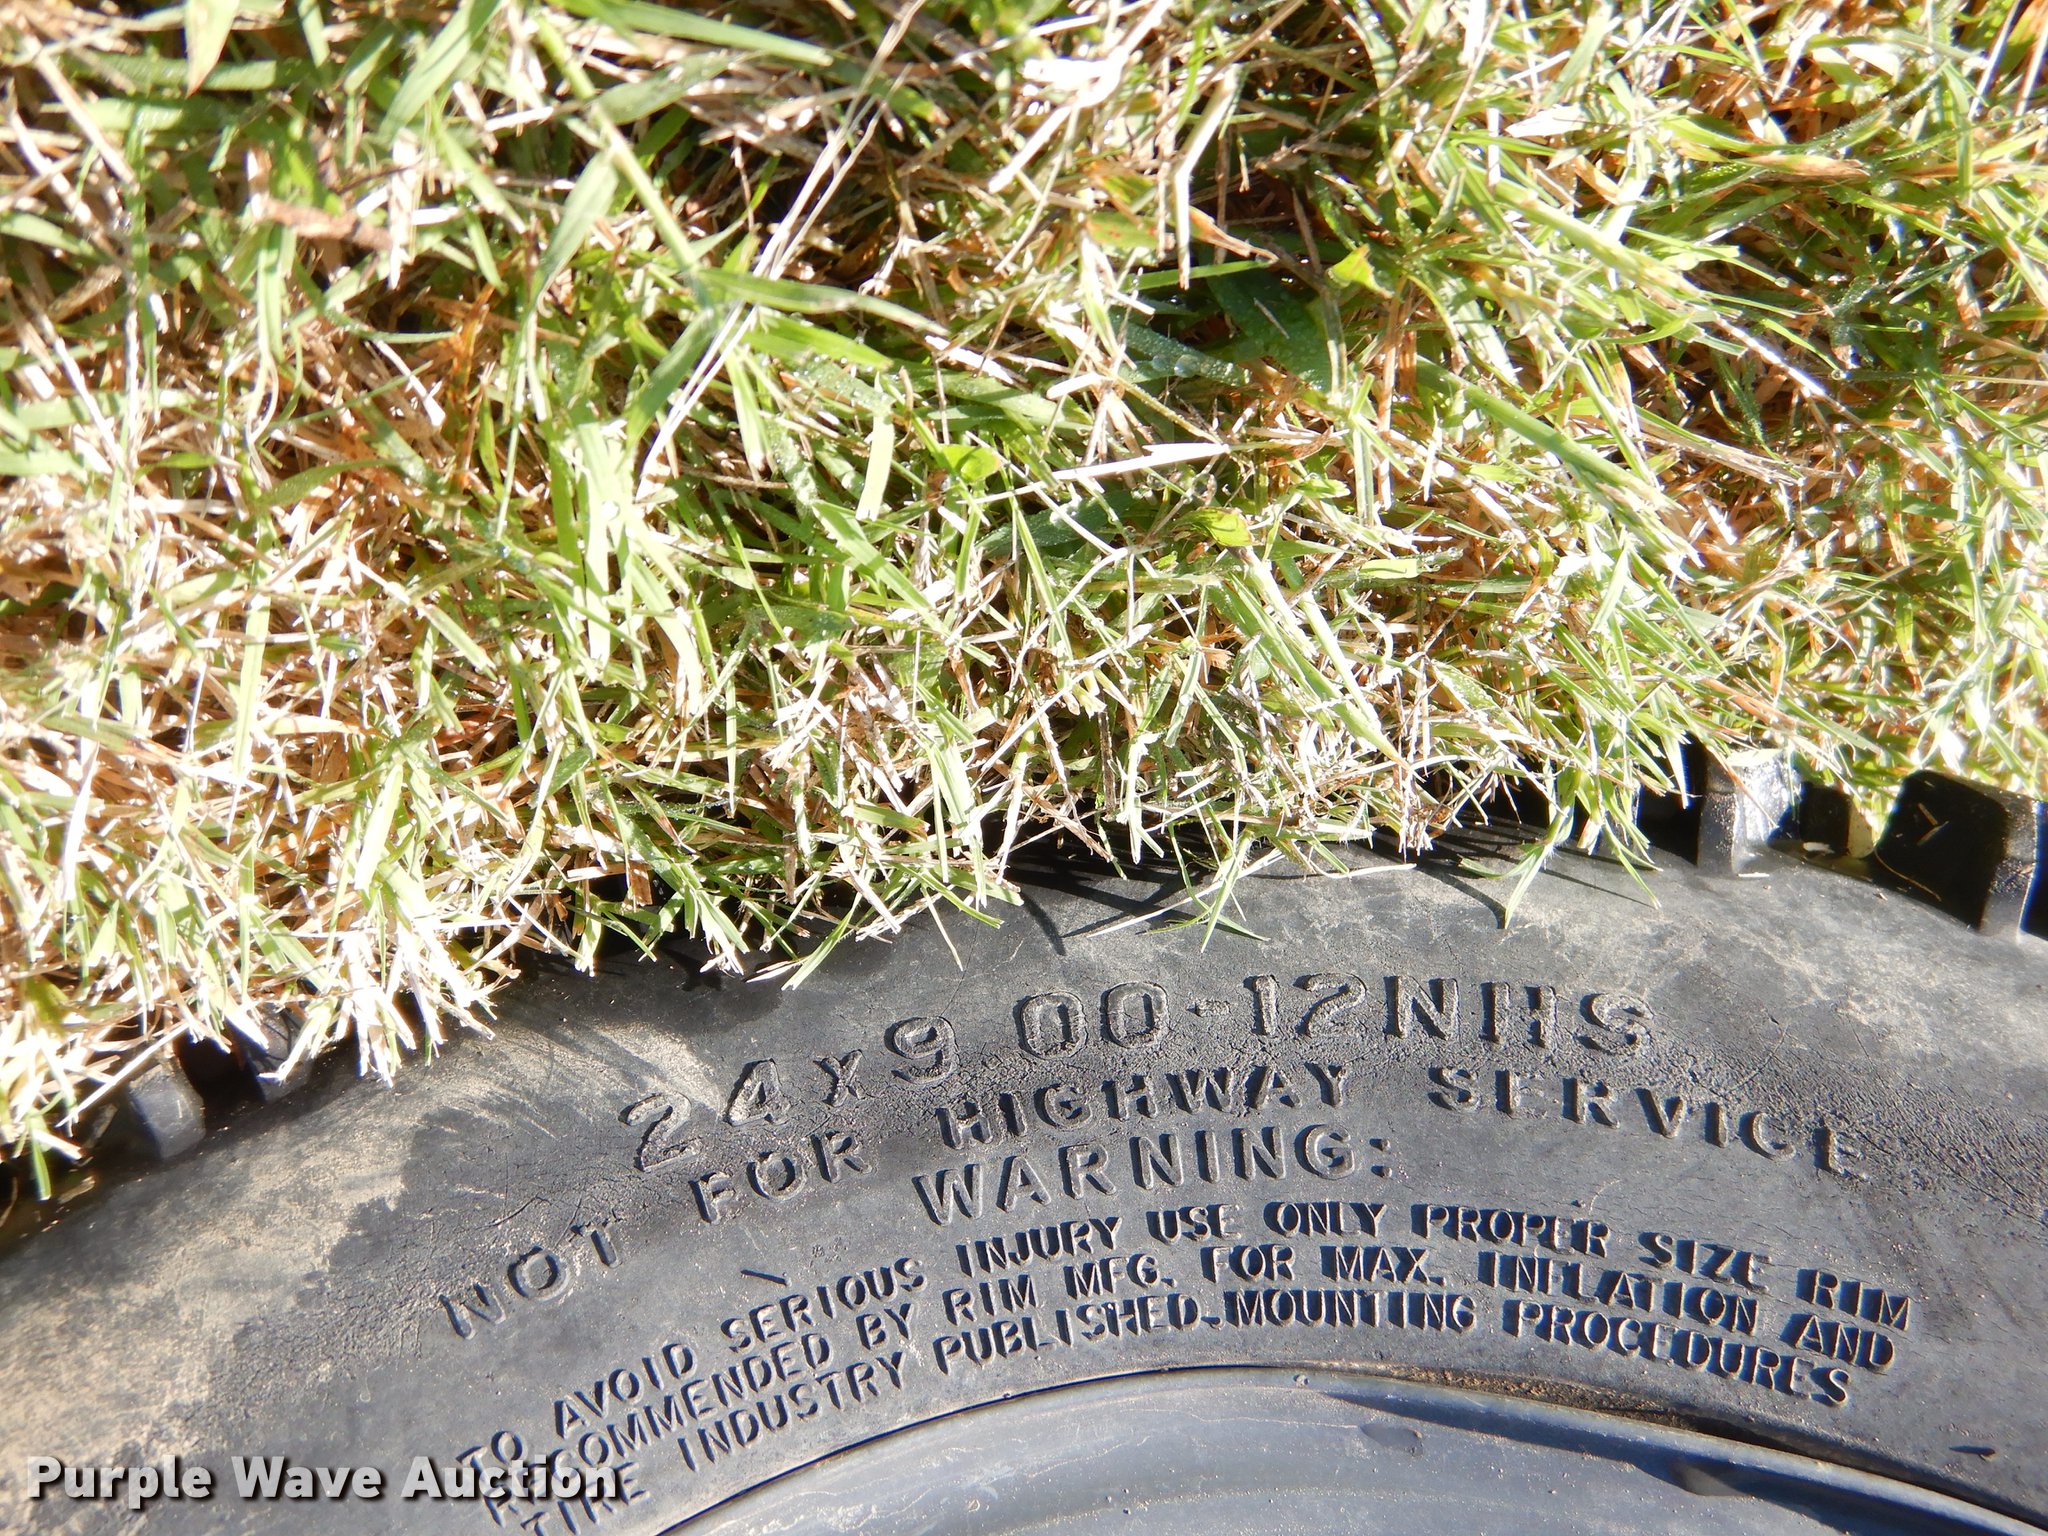 24x9.00-12NHS
NOT FOR HIGHWAY SERVICE
WARNING:
TO AVOID SERIOUS INJURY USE ONLY PROPER SIZE RIM
RECOMMENDED BY RIM MFG. FOR MAX. INFLATION AND
TIRE INDUSTRY PUBLISHED MOUNTING PROCEDURES
Purple Wave Auction